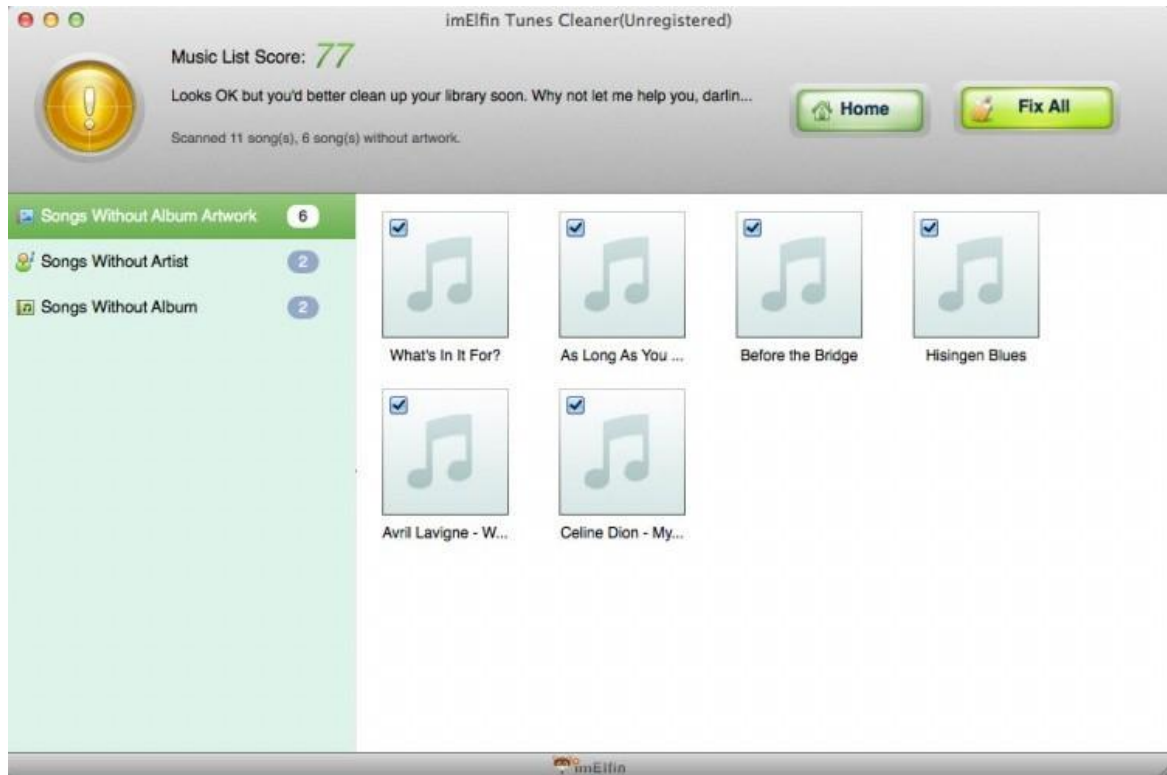 imElfin Tunes Cleaner(Unregistered)
Music List Score: 77
Looks OK but you'd better clean up your library soon. Why not let me help you, darlin...
Scanned 11 song(s), 6 song(s) without artwork.
Home
Fix All
Songs Without Album Artwork 6
Songs Without Artist 2
Songs Without Album 2
What's In It For?
As Long As You ...
Before the Bridge
Hisingen Blues
Avril Lavigne - W...
Celine Dion - My...
imElfin